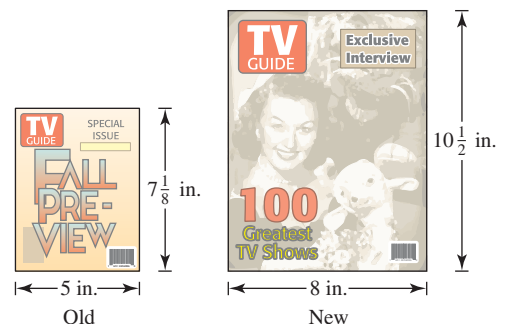 TV
GUIDE
SPECIAL
ISSUE
FALL
PRE-
VIEW
7 1/8 in.
5 in.
Old
TV
GUIDE
Exclusive
Interview
100
Greatest
TV Shows
10 1/2 in.
8 in.
New